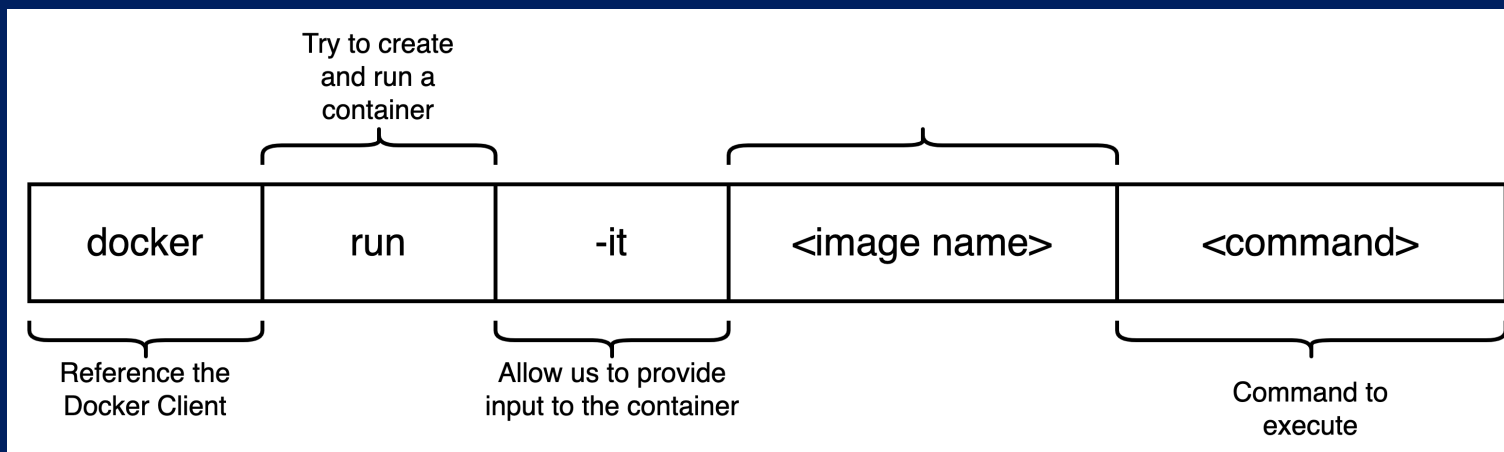 Try to create
and run a
container
docker
run
-it
<image name>
<command>
Reference the
Docker Client
Allow us to provide
input to the container
Command to
execute